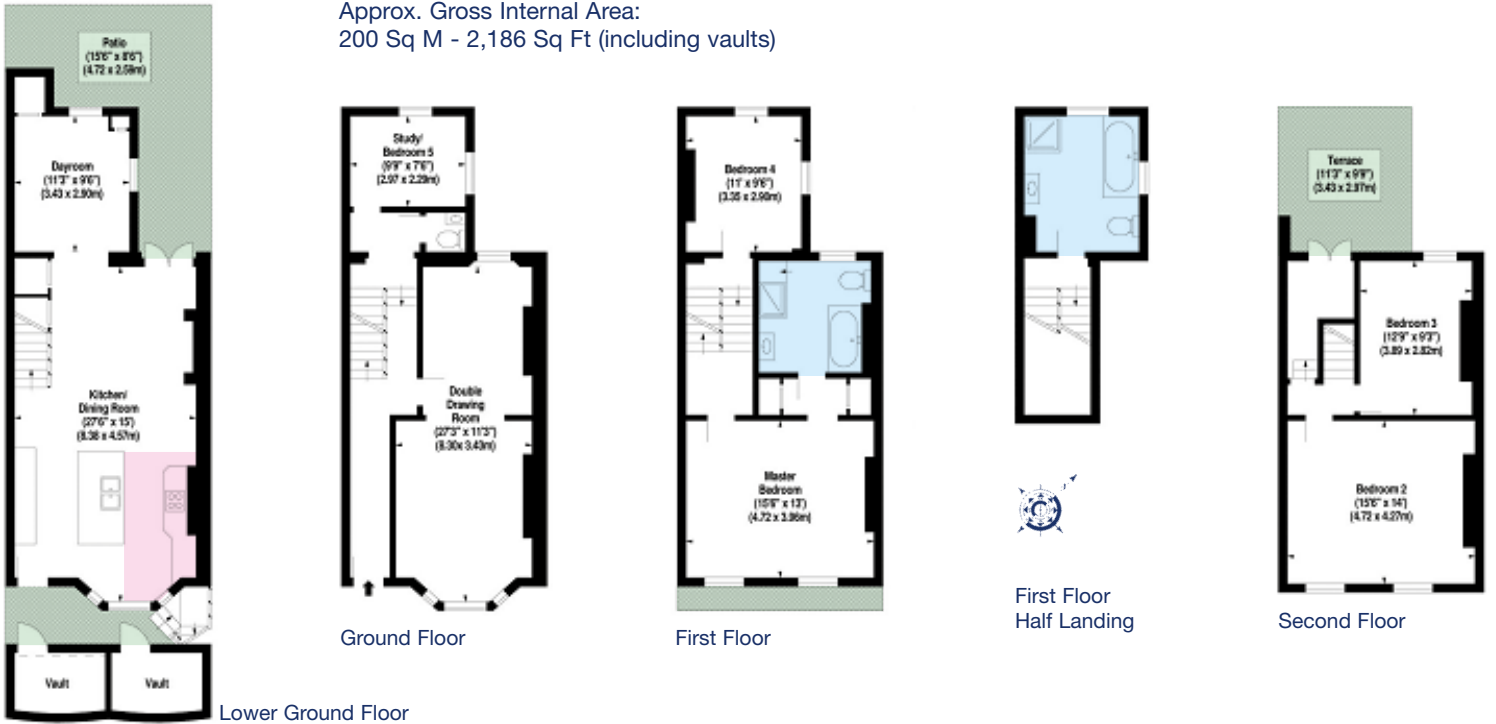 Approx. Gross Internal Area:
200 Sq M - 2,186 Sq Ft (including vaults)
Patio
(15'6" x 8'6")
(4.72 x 2.59m)
Dayroom
(11'3" x 9'6")
(3.43 x 2.90m)
Kitchen/
Dining Room
(27'6" x 15')
(8.38 x 4.57m)
Vault
Vault
Lower Ground Floor
Study/
Bedroom 5
(9'9" x 7'6")
(2.97 x 2.29m)
Double
Drawing
Room
(27'3" x 11'3")
(8.30x 3.43m)
Ground Floor
Bedroom 4
(11' x 9'6")
(3.35 x 2.90m)
Master
Bedroom
(15'6" x 13')
(4.72 x 3.96m)
First Floor
First Floor
Half Landing
Terrace
(11'3" x 9'9")
(3.43 x 2.97m)
Bedroom 3
(12'9" x 9'3")
(3.89 x 2.82m)
Bedroom 2
(15'6" x 14')
(4.72 x 4.27m)
Second Floor